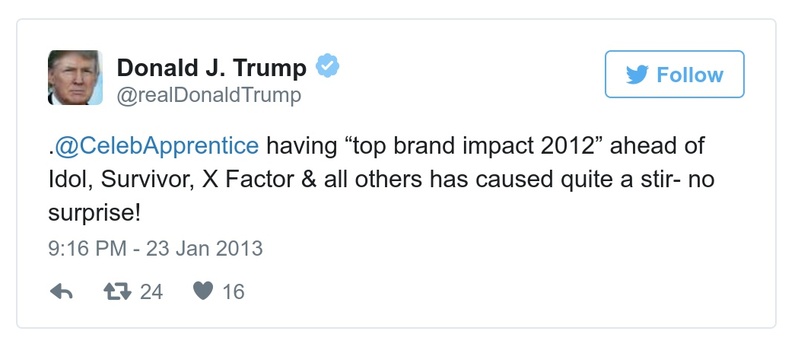 Donald J. Trump
@realDonaldTrump
Follow
.@CelebApprentice having “top brand impact 2012” ahead of
Idol, Survivor, X Factor & all others has caused quite a stir- no
surprise!
9:16 PM - 23 Jan 2013
24 16